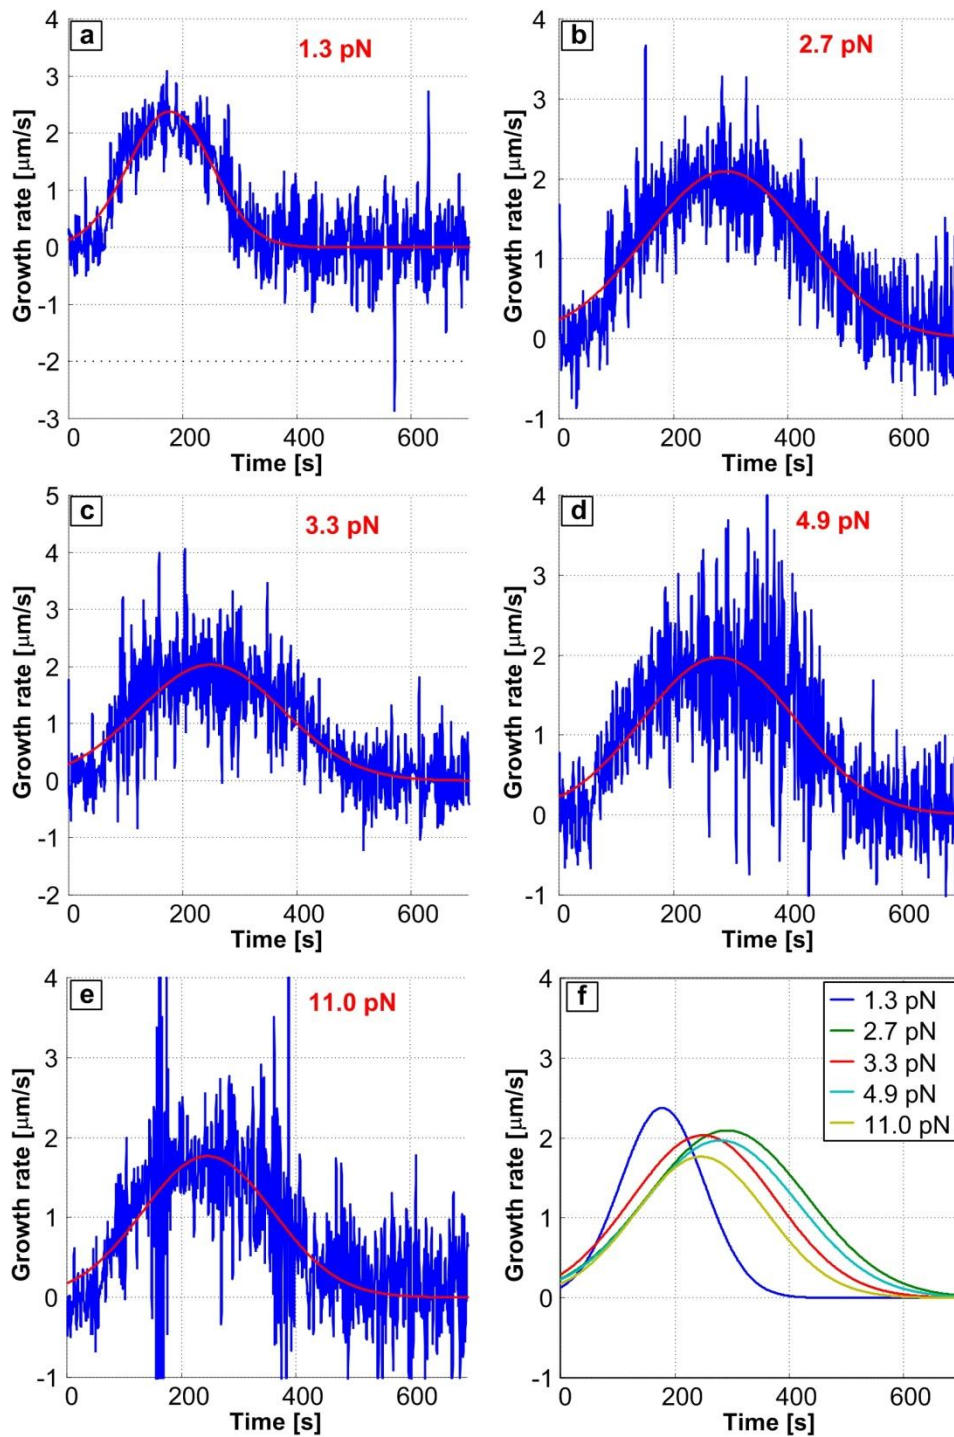 a
1.3 pN
Growth rate [μm/s]
4
3
2
1
0
-1
-2
-3
0 200 400 600
Time [s]
b
2.7 pN
Growth rate [μm/s]
4
3
2
1
0
-1
0 200 400 600
Time [s]
c
3.3 pN
Growth rate [μm/s]
5
4
3
2
1
0
-1
-2
0 200 400 600
Time [s]
d
4.9 pN
Growth rate [μm/s]
4
3
2
1
0
-1
0 200 400 600
Time [s]
e
11.0 pN
Growth rate [μm/s]
4
3
2
1
0
-1
0 200 400 600
Time [s]
f
1.3 pN
2.7 pN
3.3 pN
4.9 pN
11.0 pN
Growth rate [μm/s]
4
3
2
1
0
-1
0 200 400 600
Time [s]